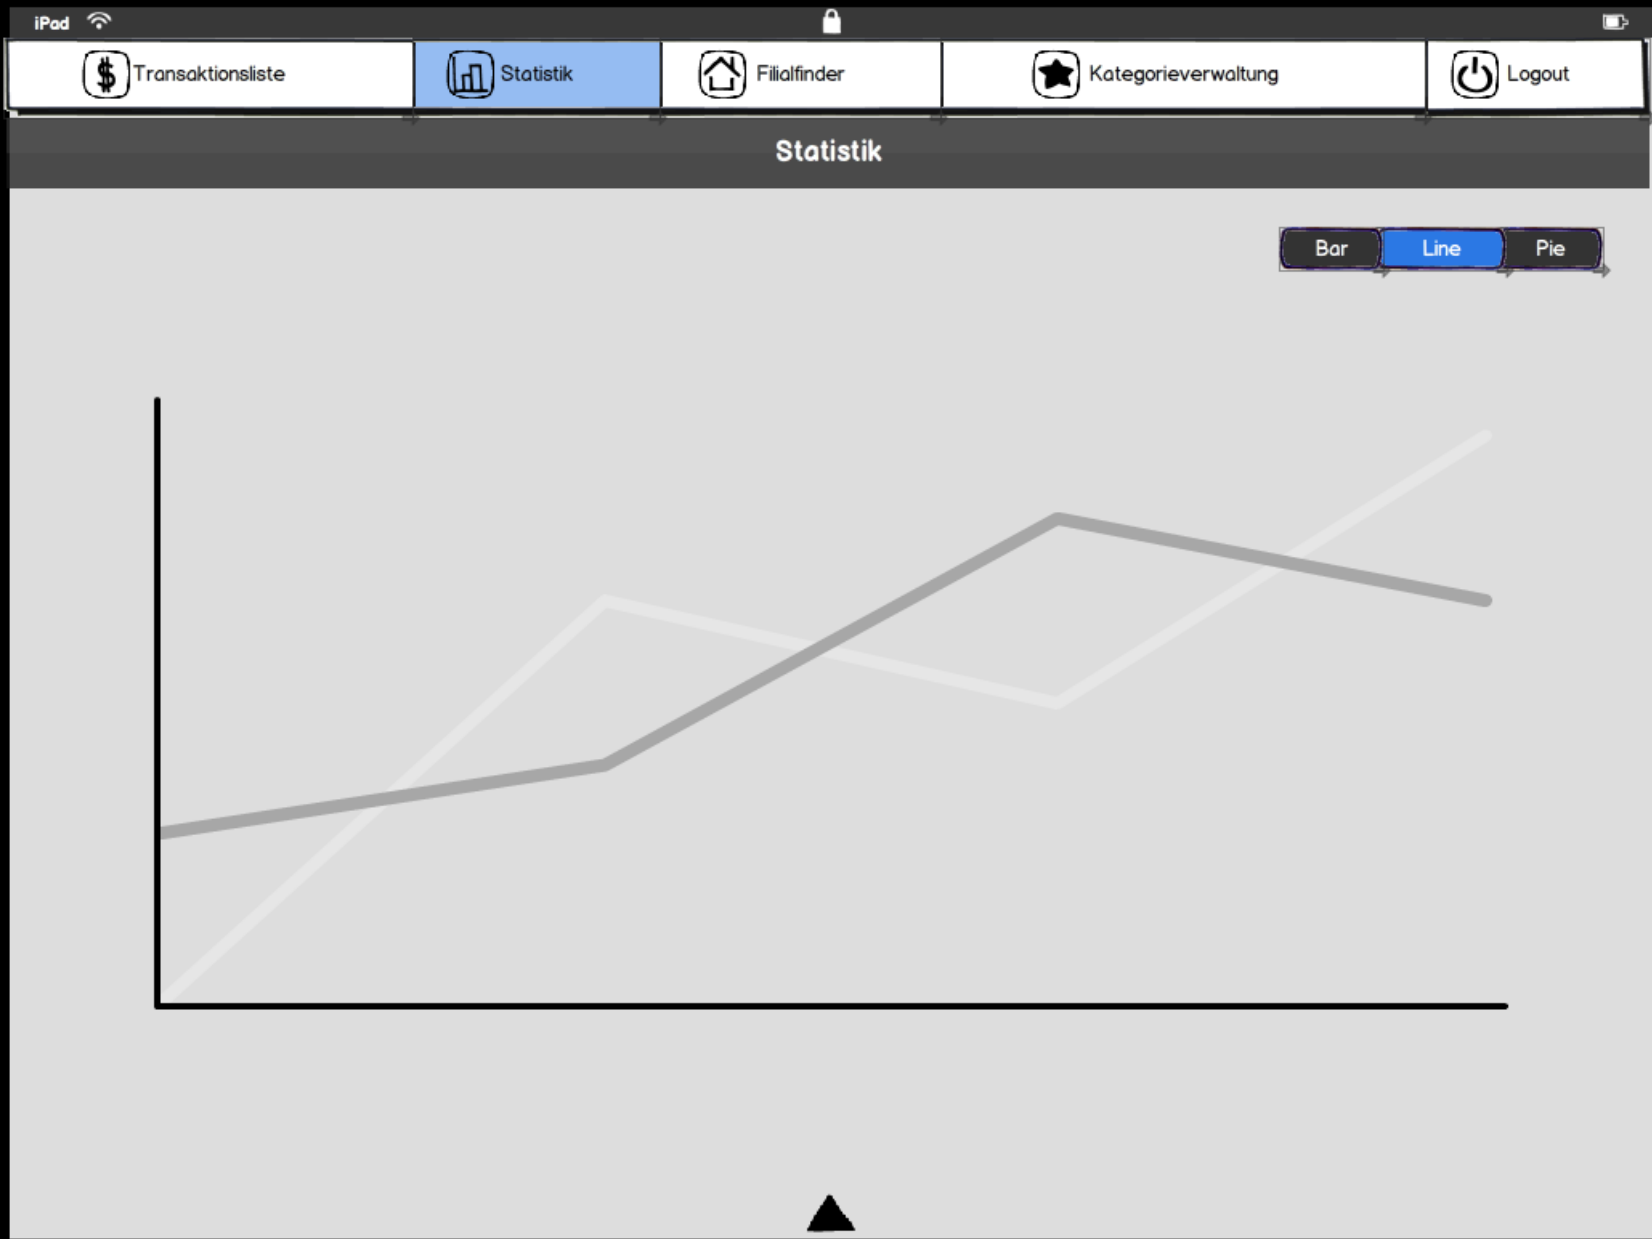 iPad
Transaktionsliste Statistik Filialfinder Kategorieverwaltung Logout
Statistik
Bar Line Pie